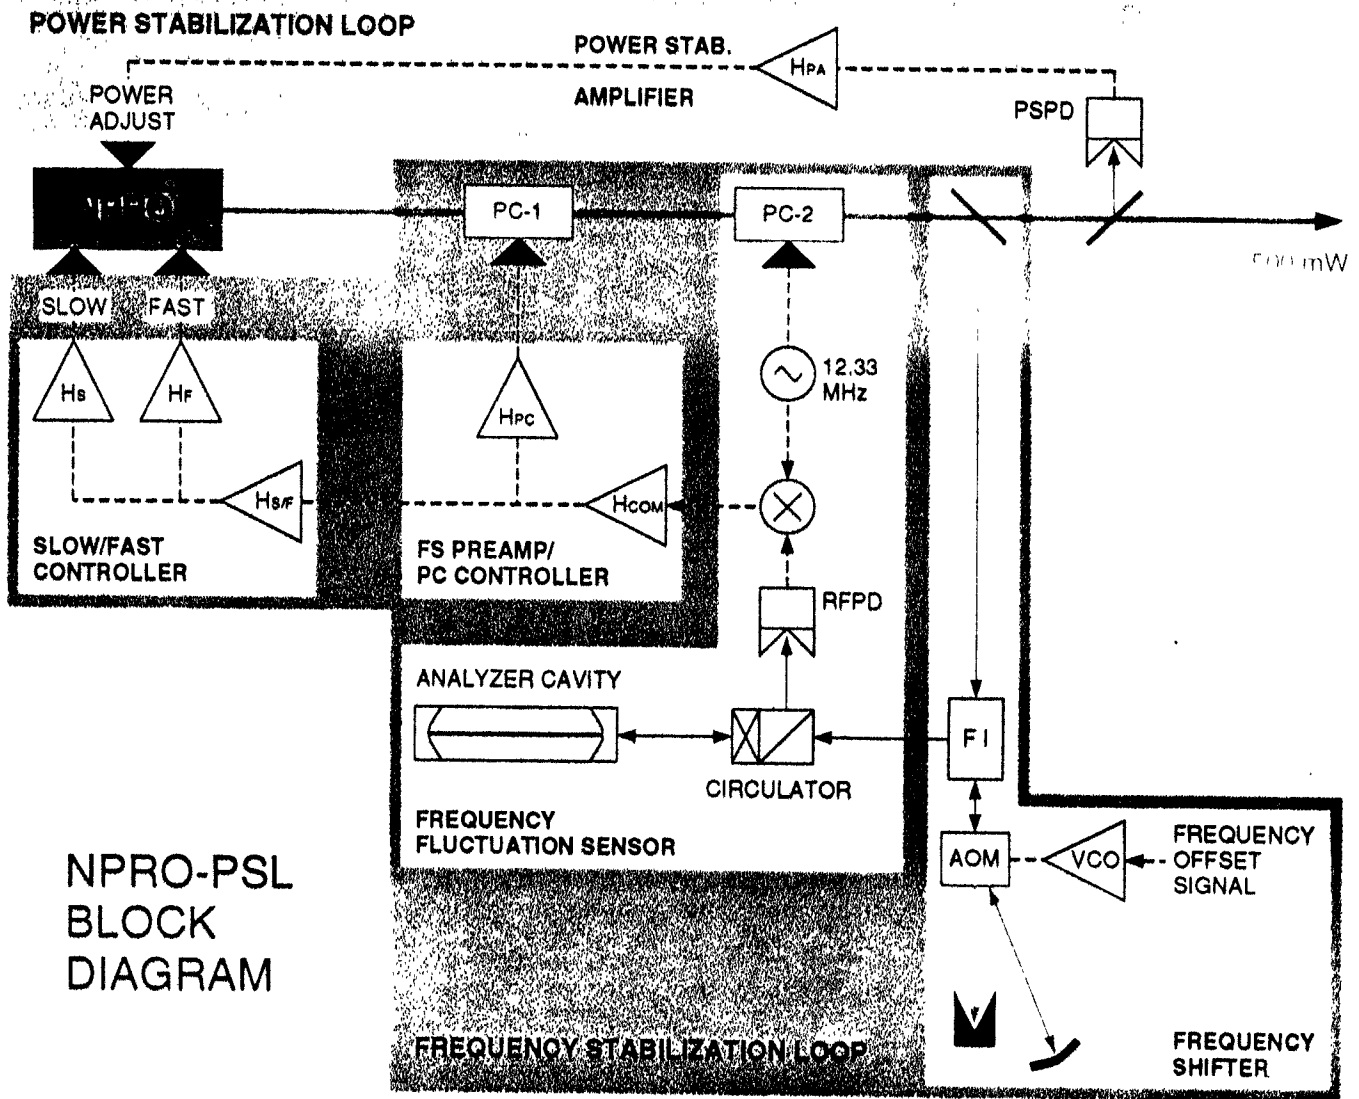 POWER STABILIZATION LOOP
POWER STAB.
AMPLIFIER
HPA
PSPD
POWER
ADJUST
NPRO
PC-1
PC-2
mW
SLOW
FAST
HS
HF
HPC
12.33
MHz
HS/F
HCOM
SLOW/FAST
CONTROLLER
FS PREAMP/
PC CONTROLLER
RFPD
ANALYZER CAVITY
FI
CIRCULATOR
FREQUENCY
FLUCTUATION SENSOR
AOM
VCO
FREQUENCY
OFFSET
SIGNAL
NPRO-PSL
BLOCK
DIAGRAM
FREQUENCY STABILIZATION LOOP
FREQUENCY
SHIFTER